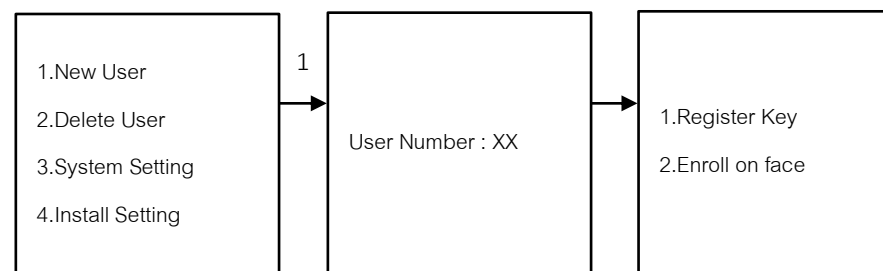 1.New User
2.Delete User
3.System Setting
4.Install Setting
1
User Number : XX
1.Register Key
2.Enroll on face